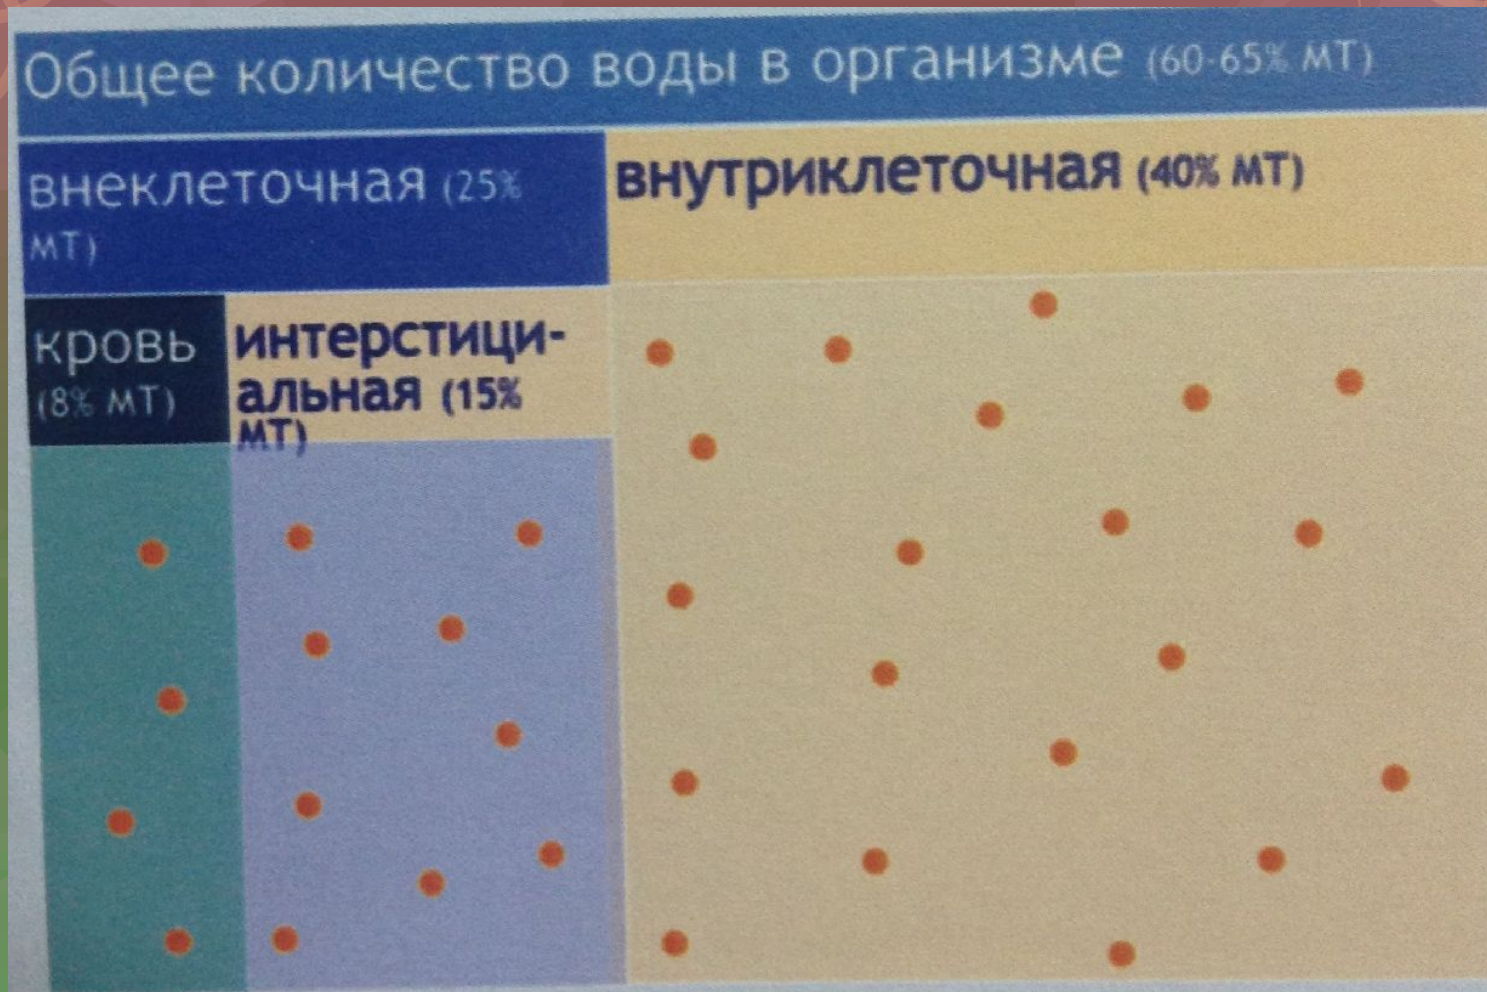 Общее количество воды в организме (60-65% МТ)
внеклеточная (25%
МТ)
внутриклеточная (40% МТ)
кровь
(8% МТ)
интерстици-
альная (15%
МТ)